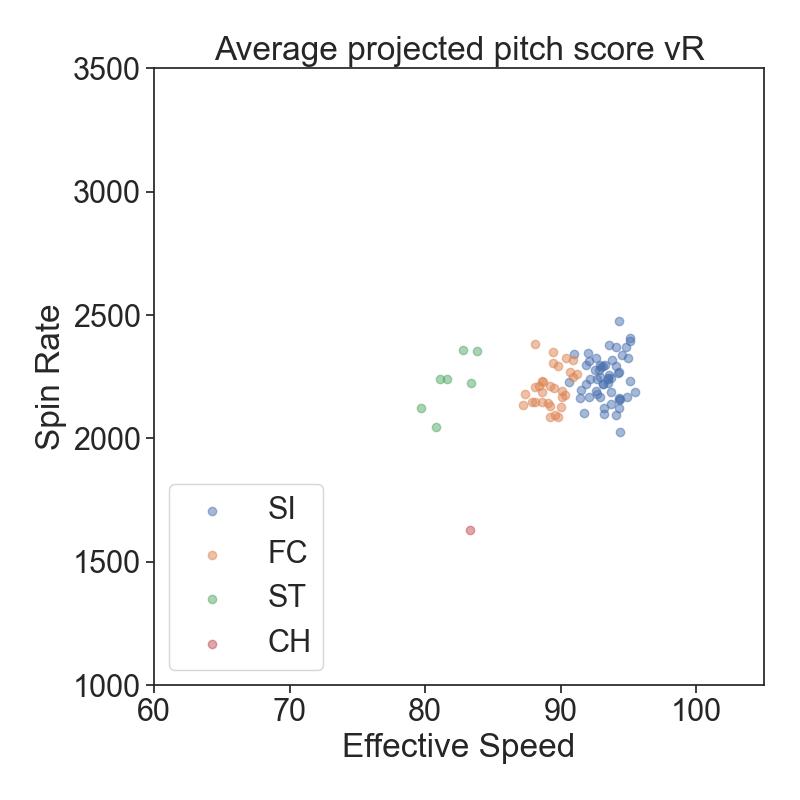 Average projected pitch score vR
3500
3000
2500
2000
1500
1000
Spin Rate
SI
FC
ST
CH
60
70
80
90
100
Effective Speed